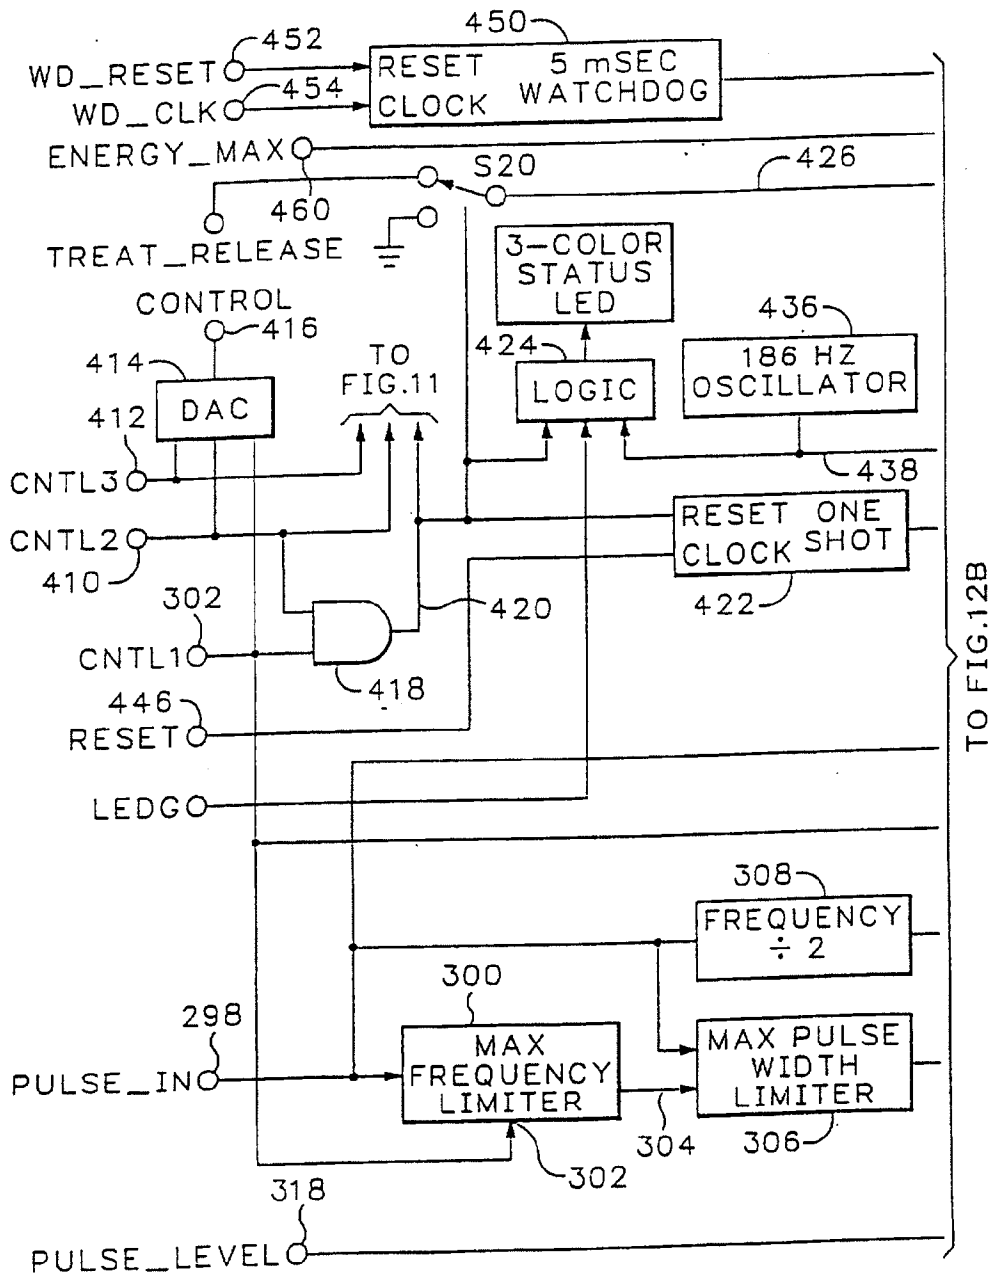 450
452
WD_RESET
RESET 5 mSEC
WATCHDOG
454
WD_CLK
CLOCK
ENERGY_MAX
460
S20
426
TREAT_RELEASE
3-COLOR
STATUS
LED
CONTROL
416
436
414
DAC
TO
FIG.11
424
LOGIC
186 HZ
OSCILLATOR
412
CNTL3
438
CNTL2
410
RESET ONE
CLOCK SHOT
422
420
302
CNTL1
418
446
RESET
TO FIG.12B
LEDG
308
FREQUENCY
÷ 2
300
298
PULSE_IN
MAX
FREQUENCY
LIMITER
MAX PULSE
WIDTH
LIMITER
304
306
302
318
PULSE_LEVEL